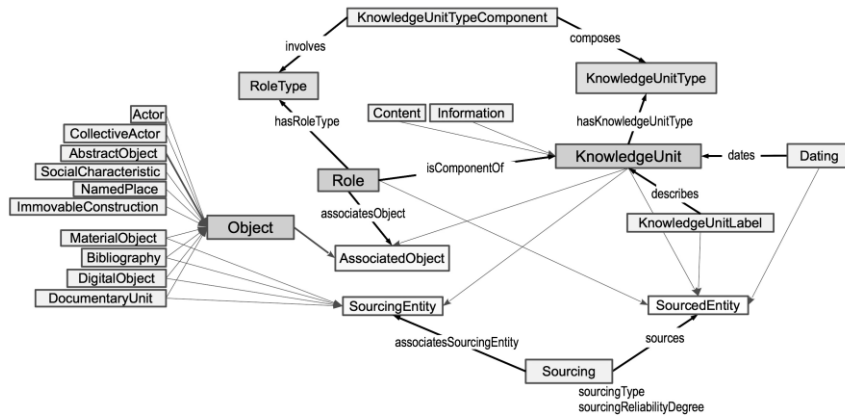 KnowledgeUnitTypeComponent
involves
composes
RoleType
KnowledgeUnitType
Actor
Content
Information
hasRoleType
hasKnowledgeUnitType
CollectiveActor
AbstractObject
isComponentOf
KnowledgeUnit
dates
Dating
SocialCharacteristic
Role
NamedPlace
describes
ImmovableConstruction
associatesObject
Object
KnowledgeUnitLabel
MaterialObject
Bibliography
AssociatedObject
DigitalObject
DocumentaryUnit
SourcingEntity
SourcedEntity
associatesSourcingEntity
sources
Sourcing
sourcingType
sourcingReliabilityDegree